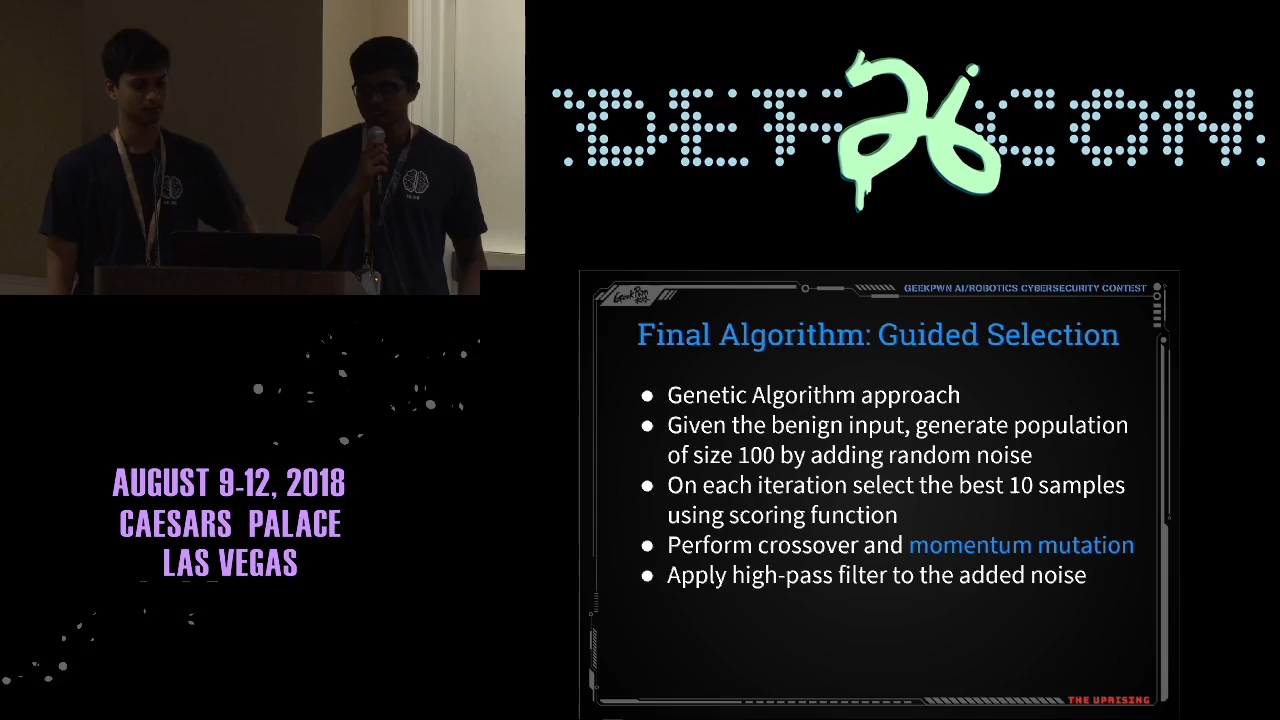 DEF 26 CON
GEEKPWN AI/ROBOTICS CYBERSECURITY CONTEST
Final Algorithm: Guided Selection
● Genetic Algorithm approach
● Given the benign input, generate population
of size 100 by adding random noise
● On each iteration select the best 10 samples
using scoring function
● Perform crossover and momentum mutation
● Apply high-pass filter to the added noise
THE UPRISING
AUGUST 9-12, 2018
CAESARS PALACE
LAS VEGAS